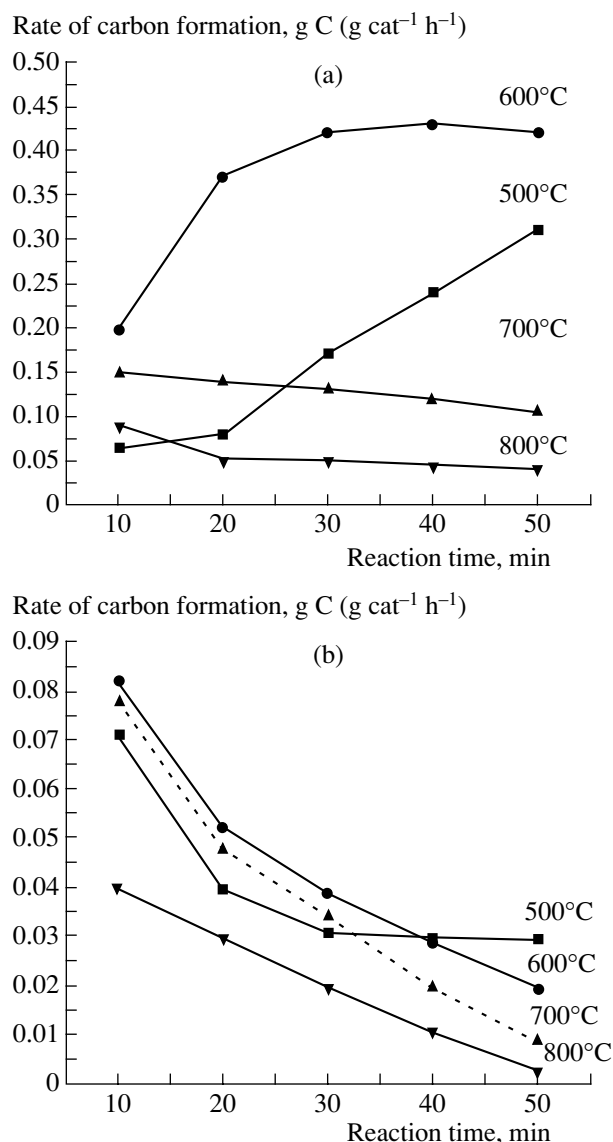 Rate of carbon formation, g C (g cat⁻¹ h⁻¹)
0.50
(a)
600°C
0.45
0.40
500°C
0.35
0.30
0.25
700°C
0.20
0.15
0.10
800°C
0.05
0
10 20 30 40 50
Reaction time, min
Rate of carbon formation, g C (g cat⁻¹ h⁻¹)
0.09
(b)
0.08
0.07
0.06
0.05
0.04
500°C
0.03
600°C
0.02
700°C
0.01
800°C
0
10 20 30 40 50
Reaction time, min